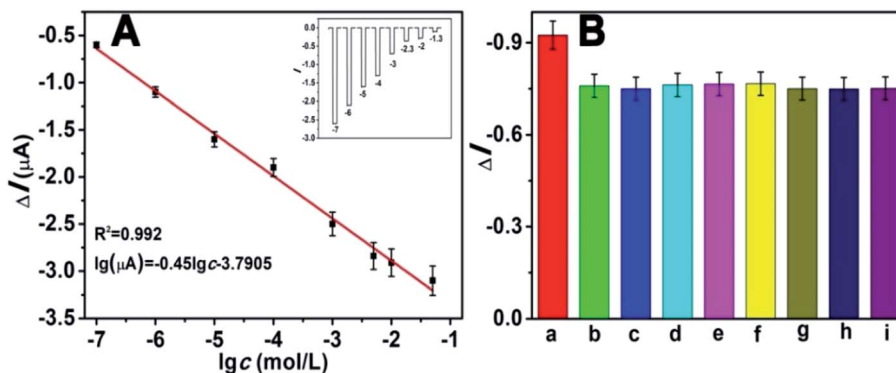 A
-0.5
-1.0
-1.5
-2.0
-2.5
-3.0
-3.5
ΔI/(μA)
R²=0.992
lg(μA)=-0.45lgc-3.7905
-7 -6 -5 -4 -3 -2 -1
lgc (mol/L)
0.0
-0.5
-1.0
-1.5
-2.0
-2.5
-3.0
I
-7 -6 -5 -4 -3 -2.3 -2 -1.3
B
-0.9
-0.6
-0.3
0.0
ΔI
a b c d e f g h i